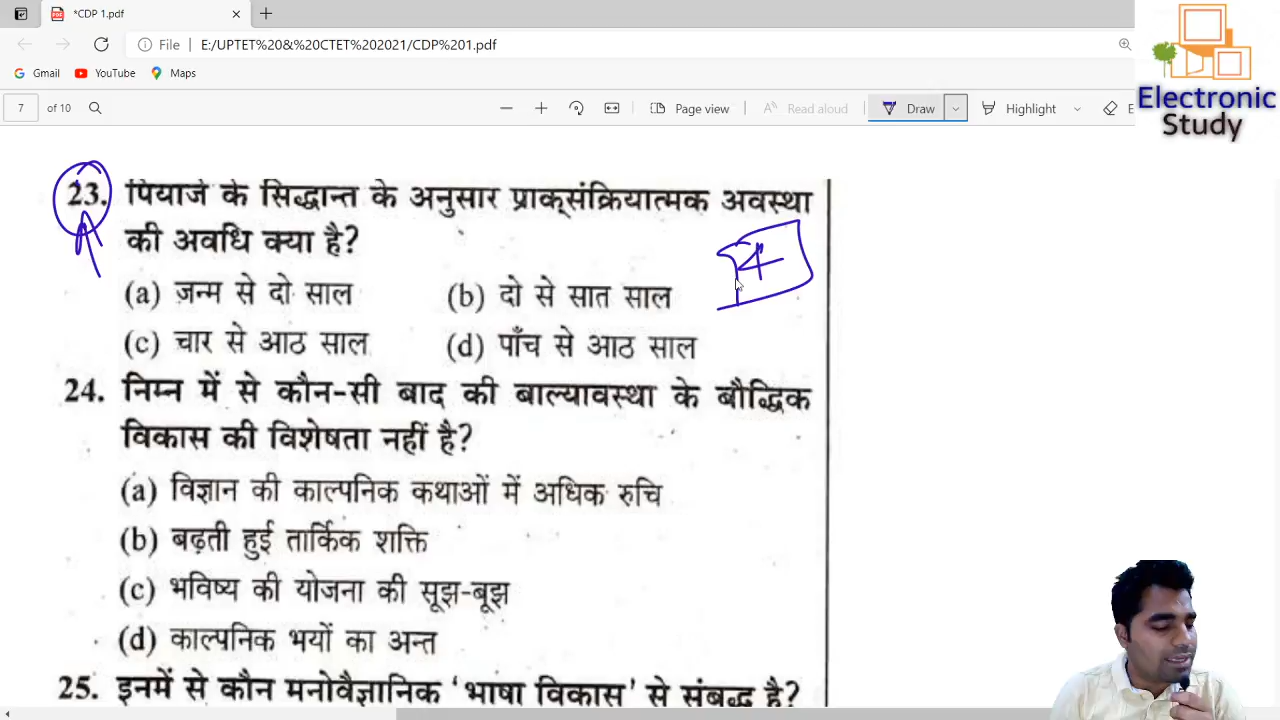 *CDP 1.pdf
File E:/UPTET%20&%20CTET%202021/CDP%201.pdf
Gmail YouTube Maps
7 of 10 Page view Read aloud Draw Highlight E
Electronic
Study
23. पियाजे के सिद्धान्त के अनुसार प्राक्संक्रियात्मक अवस्था
की अवधि क्या है?
4
(a) जन्म से दो साल (b) दो से सात साल
(c) चार से आठ साल (d) पाँच से आठ साल
24. निम्न में से कौन-सी बाद की बाल्यावस्था के बौद्धिक
विकास की विशेषता नहीं है?
(a) विज्ञान की काल्पनिक कथाओं में अधिक रुचि
(b) बढ़ती हुई तार्किक शक्ति
(c) भविष्य की योजना की सूझ-बूझ
(d) काल्पनिक भयों का अन्त
25. इनमें से कौन मनोवैज्ञानिक 'भाषा विकास' से संबद्ध है?